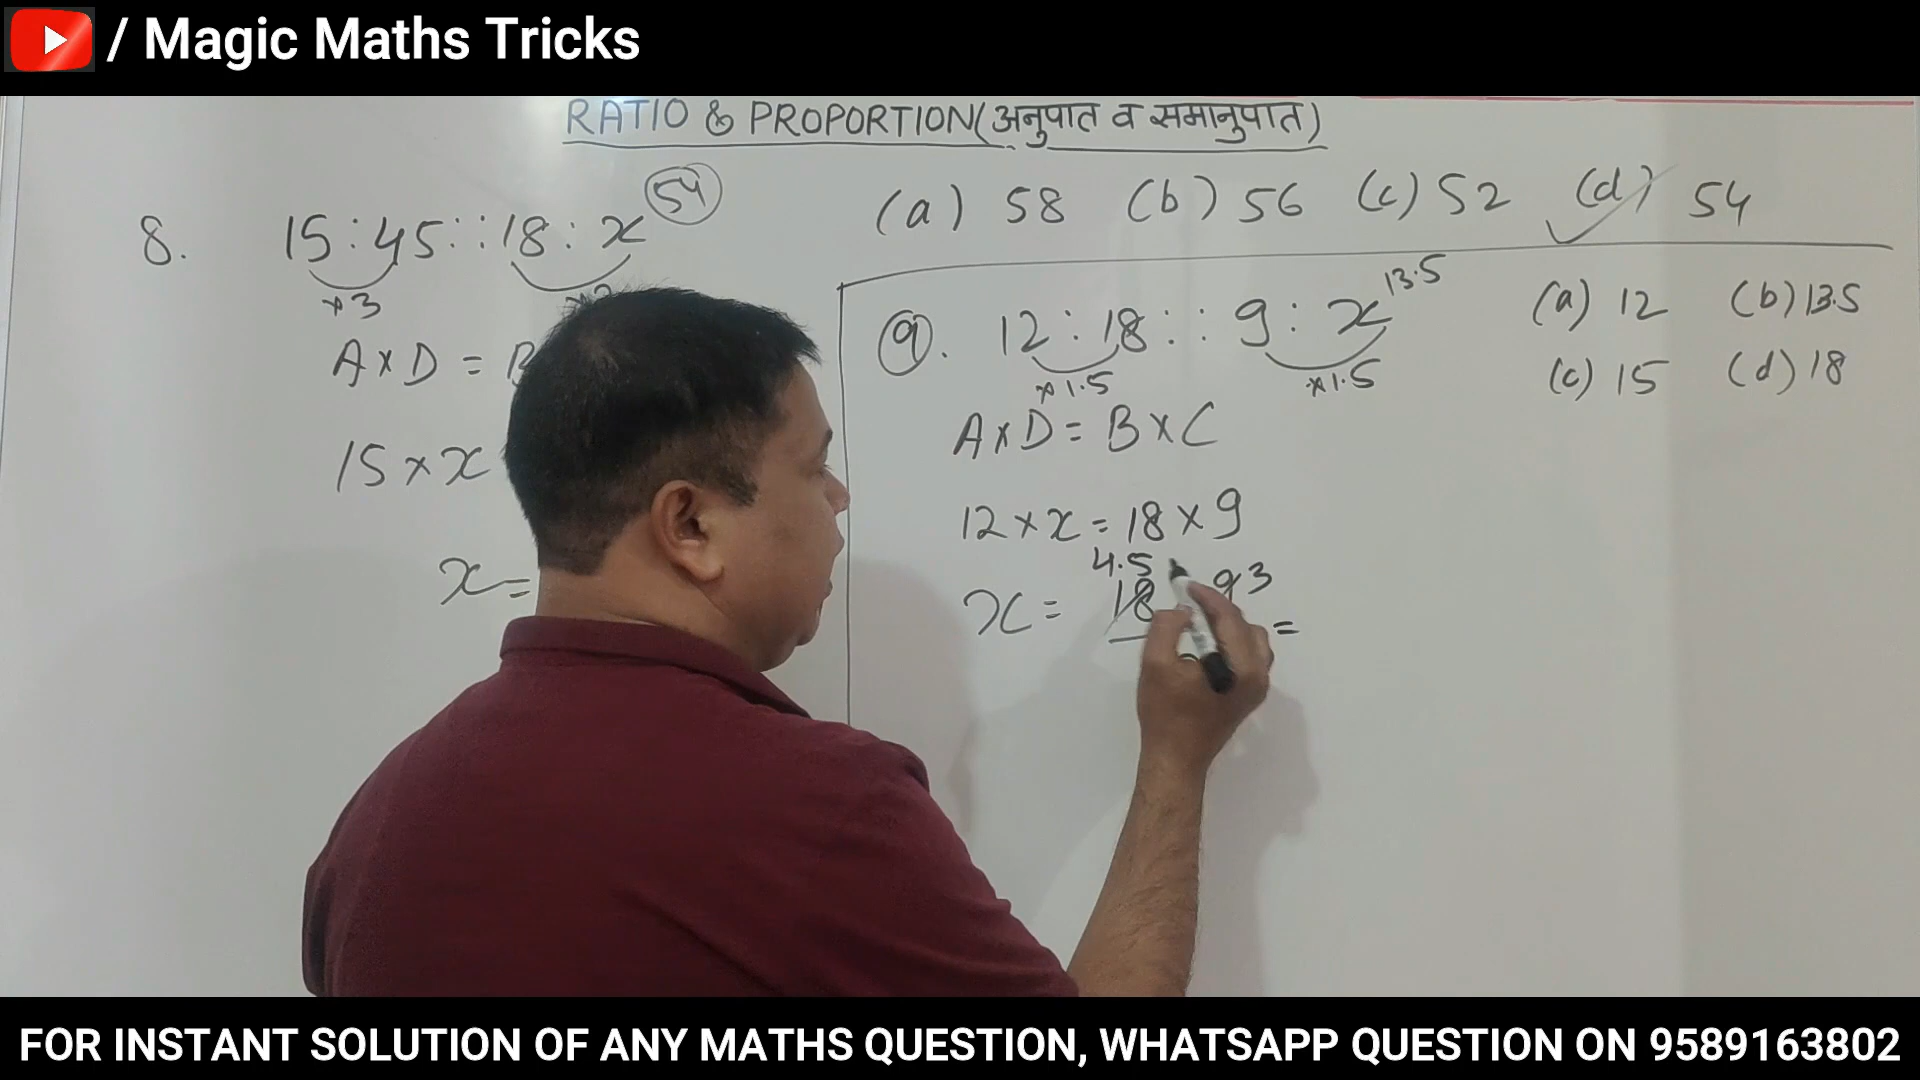 / Magic Maths Tricks
RATIO & PROPORTION(अनुपात व समानुपात)
8. 15 : 45 :: 18 : x 54
(a) 58 (b) 56 (c) 52 (d) 54
×3
A×D =
15 × x
x =
9. 12 : 18 :: 9 : x 13.5
×1.5 ×1.5
(a) 12 (b) 13.5
(c) 15 (d) 18
A×D = B×C
12 × x = 18 × 9
4.5
x = 18 9 3 =
FOR INSTANT SOLUTION OF ANY MATHS QUESTION, WHATSAPP QUESTION ON 9589163802